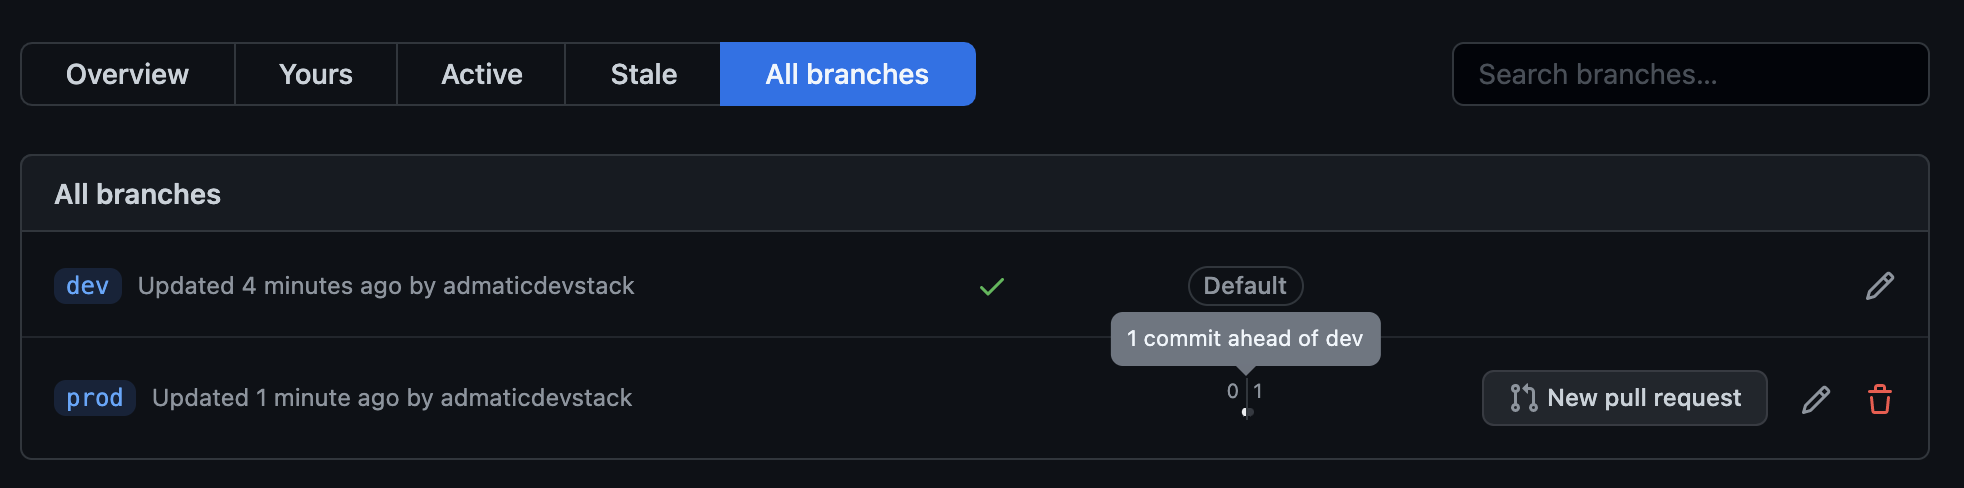 Overview Yours Active Stale All branches Search branches...
All branches
dev Updated 4 minutes ago by admaticdevstack Default
1 commit ahead of dev
prod Updated 1 minute ago by admaticdevstack 0 1 New pull request